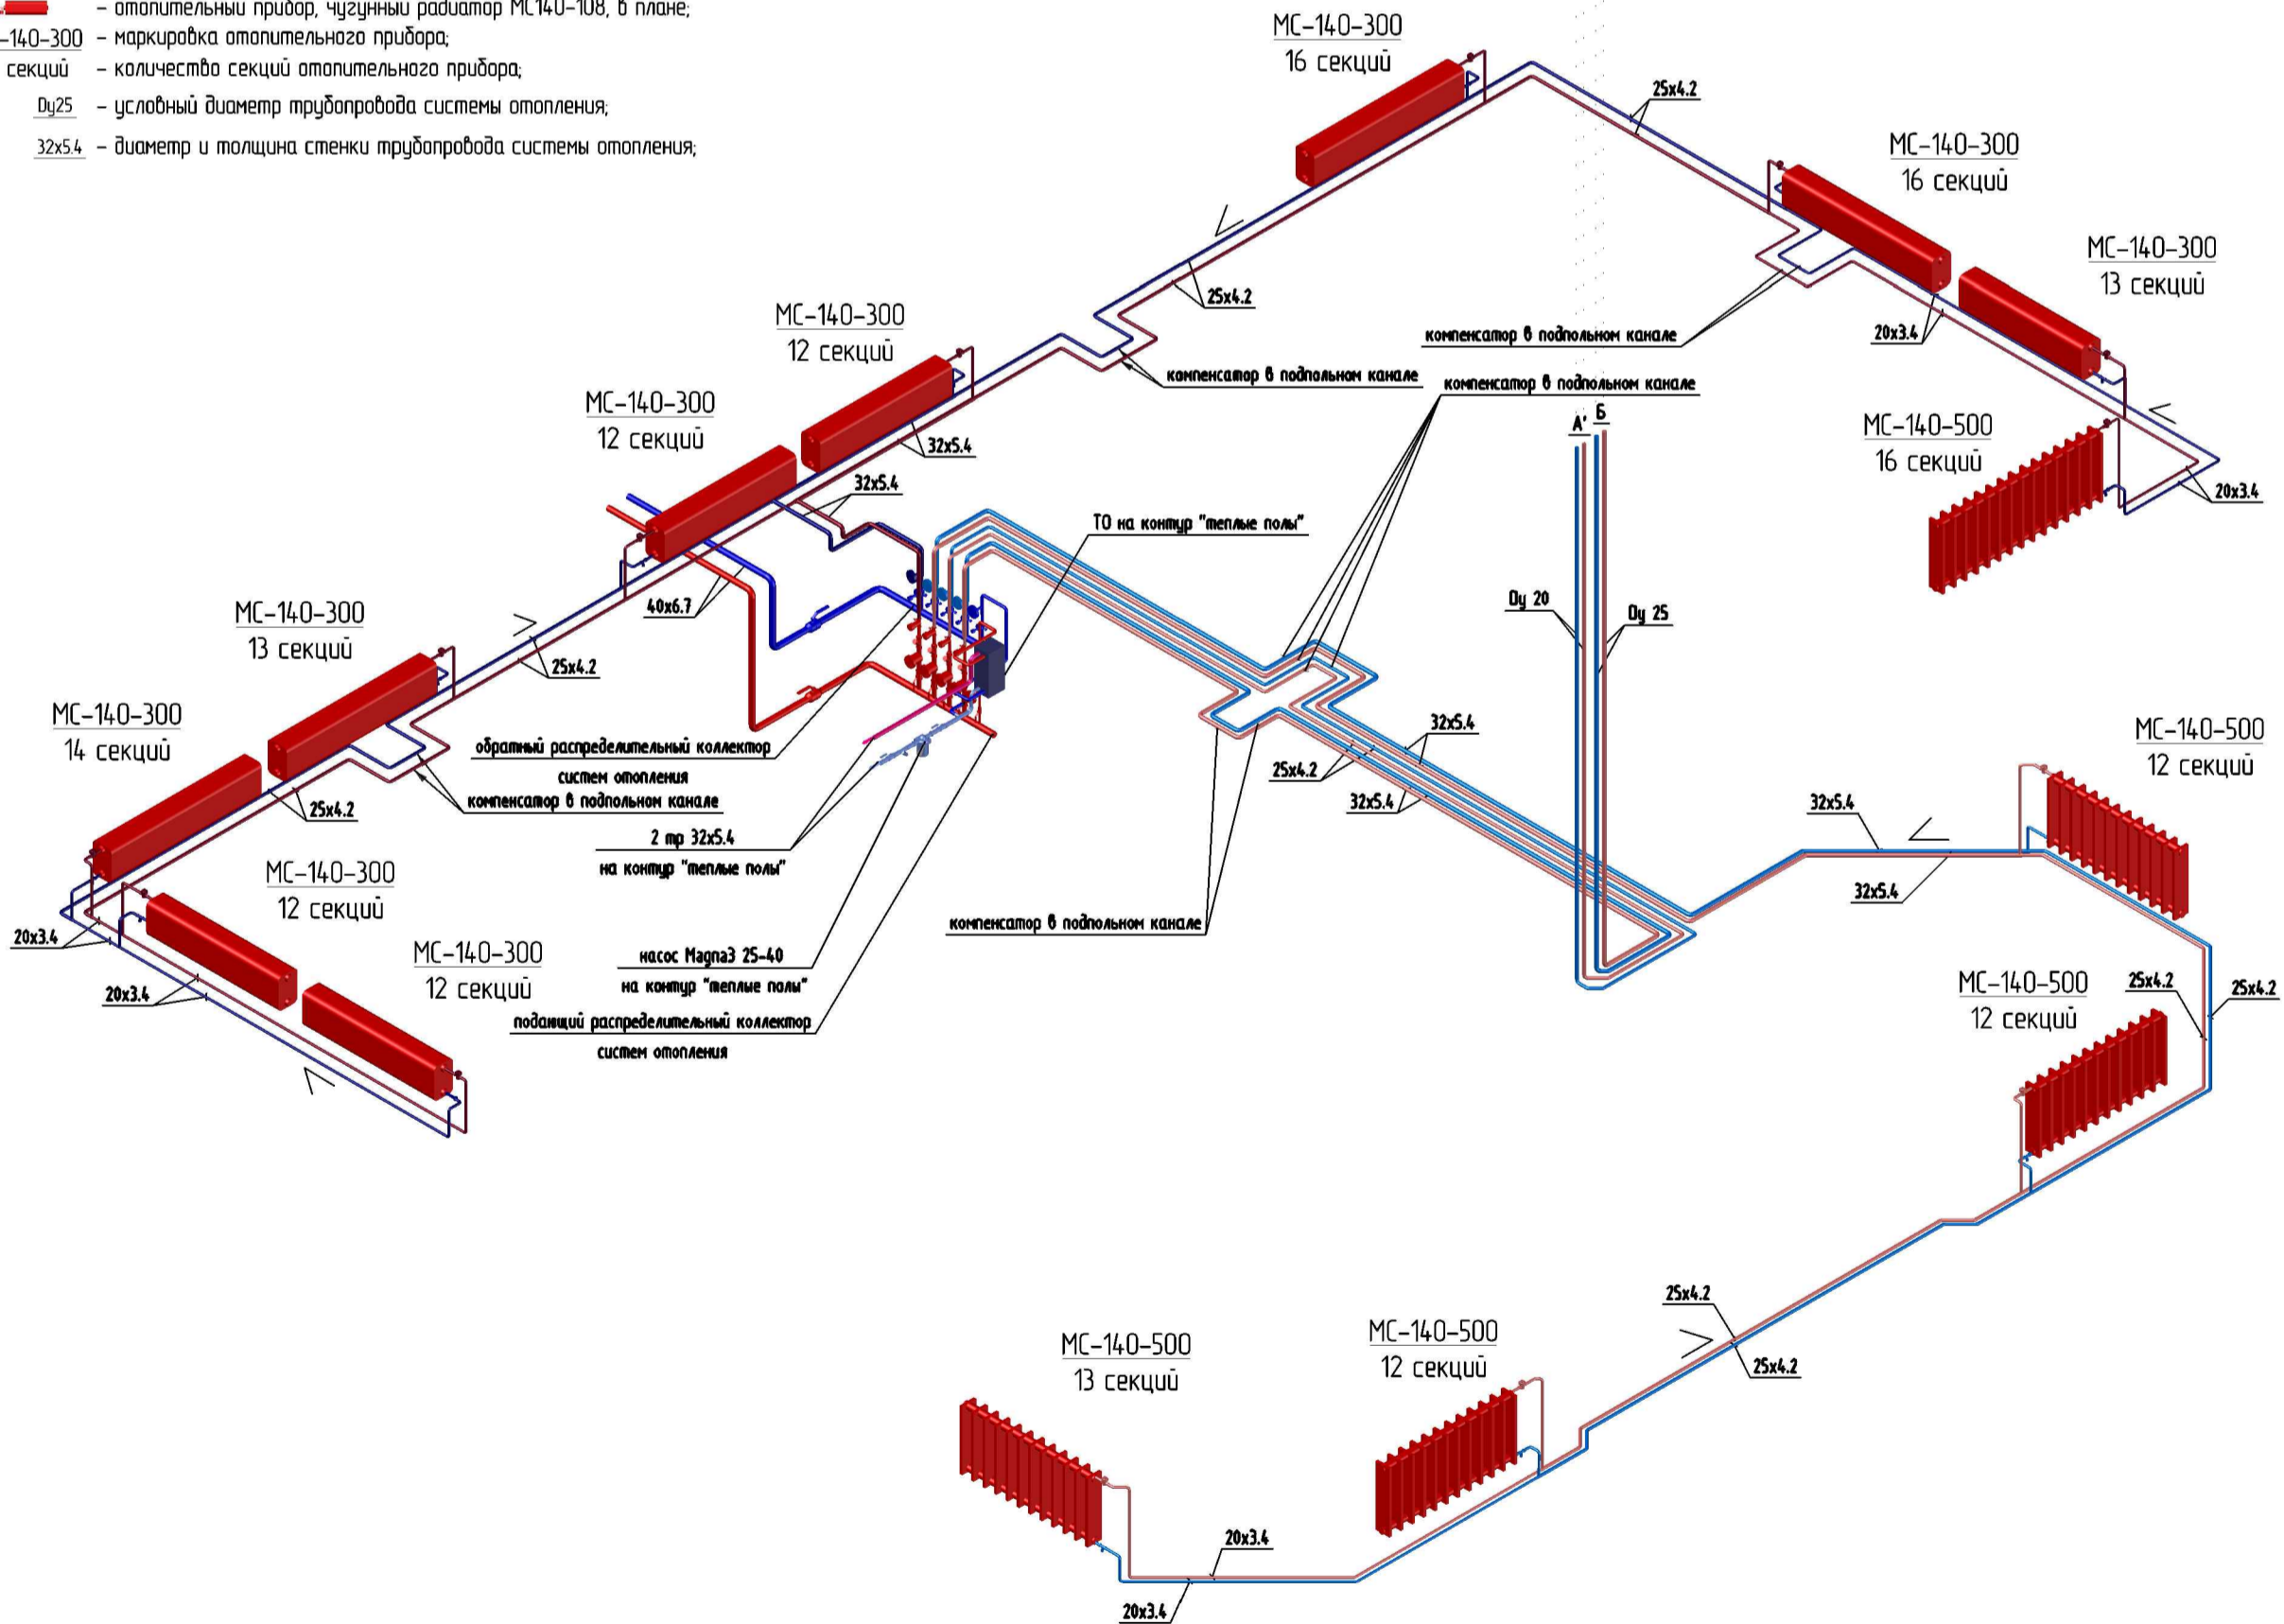 – отопительный прибор, чугунный радиатор МС140-108, в плане;
-140-300 – маркировка отопительного прибора;
секций – количество секций отопительного прибора;
Dy25 – условный диаметр трубопровода системы отопления;
32х5.4 – диаметр и толщина стенки трубопровода системы отопления;
МС-140-300
16 секций
25х4.2
МС-140-300
16 секций
МС-140-300
13 секций
25х4.2
МС-140-300
12 секций
компенсатор в подпольном канале
20х3.4
компенсатор в подпольном канале
компенсатор в подпольном канале
МС-140-300
12 секций
А'
Б
МС-140-500
16 секций
32х5.4
32х5.4
20х3.4
ТО на контур "теплые полы"
40х6.7
Dy 20
Dy 25
МС-140-300
13 секций
25х4.2
МС-140-300
14 секций
обратный распределительный коллектор
систем отопления
компенсатор в подпольном канале
25х4.2
32х5.4
25х4.2
32х5.4
МС-140-500
12 секций
32х5.4
32х5.4
2 тр 32х5.4
на контур "теплые полы"
МС-140-300
12 секций
компенсатор в подпольном канале
20х3.4
МС-140-300
12 секций
насос Magna3 25-40
на контур "теплые полы"
20х3.4
МС-140-500
12 секций
25х4.2
25х4.2
подающий распределительный коллектор
систем отопления
25х4.2
25х4.2
МС-140-500
13 секций
МС-140-500
12 секций
20х3.4
20х3.4